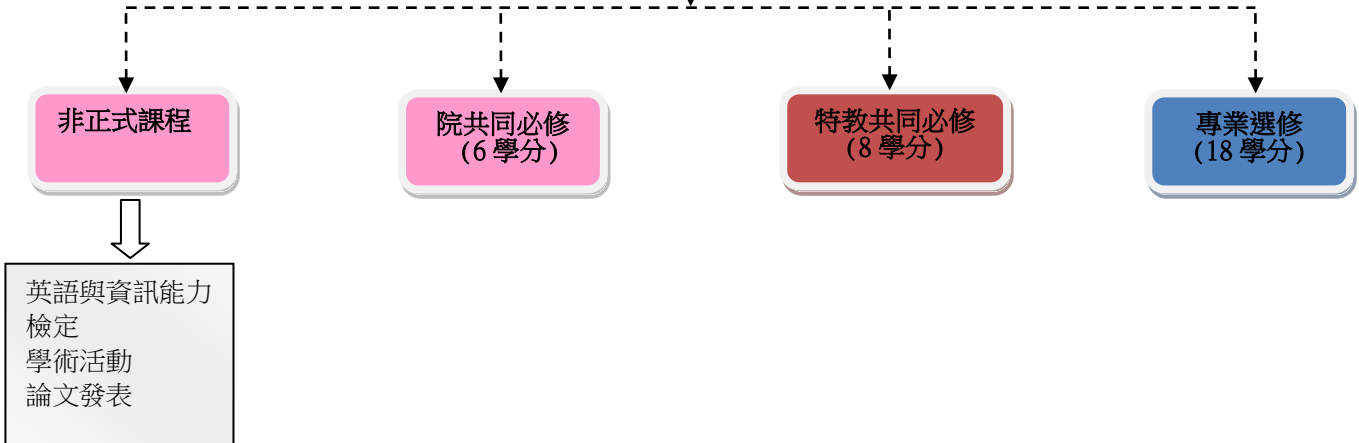 非正式課程
院共同必修
(6 學分)
特教共同必修
(8 學分)
專業選修
(18 學分)
英語與資訊能力
檢定
學術活動
論文發表